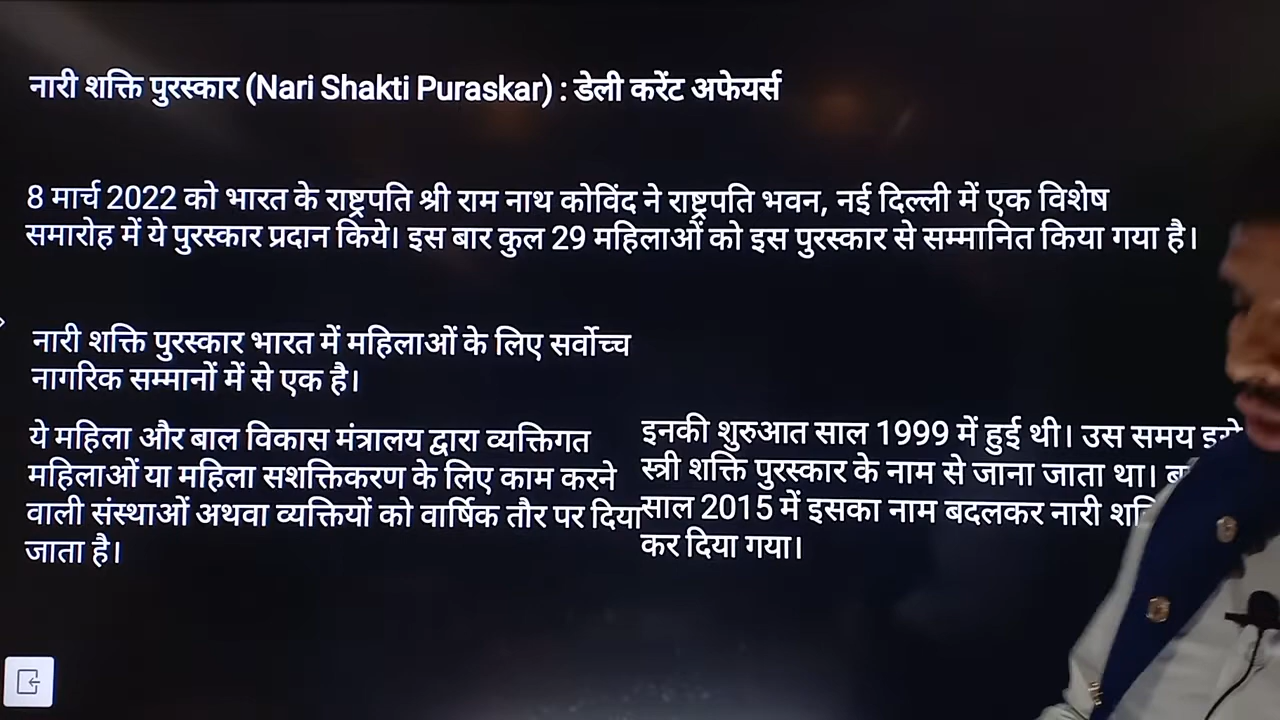 नारी शक्ति पुरस्कार (Nari Shakti Puraskar) : डेली करेंट अफेयर्स
8 मार्च 2022 को भारत के राष्ट्रपति श्री राम नाथ कोविंद ने राष्ट्रपति भवन, नई दिल्ली में एक विशेष
समारोह में ये पुरस्कार प्रदान किये। इस बार कुल 29 महिलाओं को इस पुरस्कार से सम्मानित किया गया है।
नारी शक्ति पुरस्कार भारत में महिलाओं के लिए सर्वोच्च
नागरिक सम्मानों में से एक है।
ये महिला और बाल विकास मंत्रालय द्वारा व्यक्तिगत
महिलाओं या महिला सशक्तिकरण के लिए काम करने
वाली संस्थाओं अथवा व्यक्तियों को वार्षिक तौर पर दिया
जाता है।
इनकी शुरुआत साल 1999 में हुई थी। उस समय
स्त्री शक्ति पुरस्कार के नाम से जाना जाता था।
साल 2015 में इसका नाम बदलकर नारी
कर दिया गया।